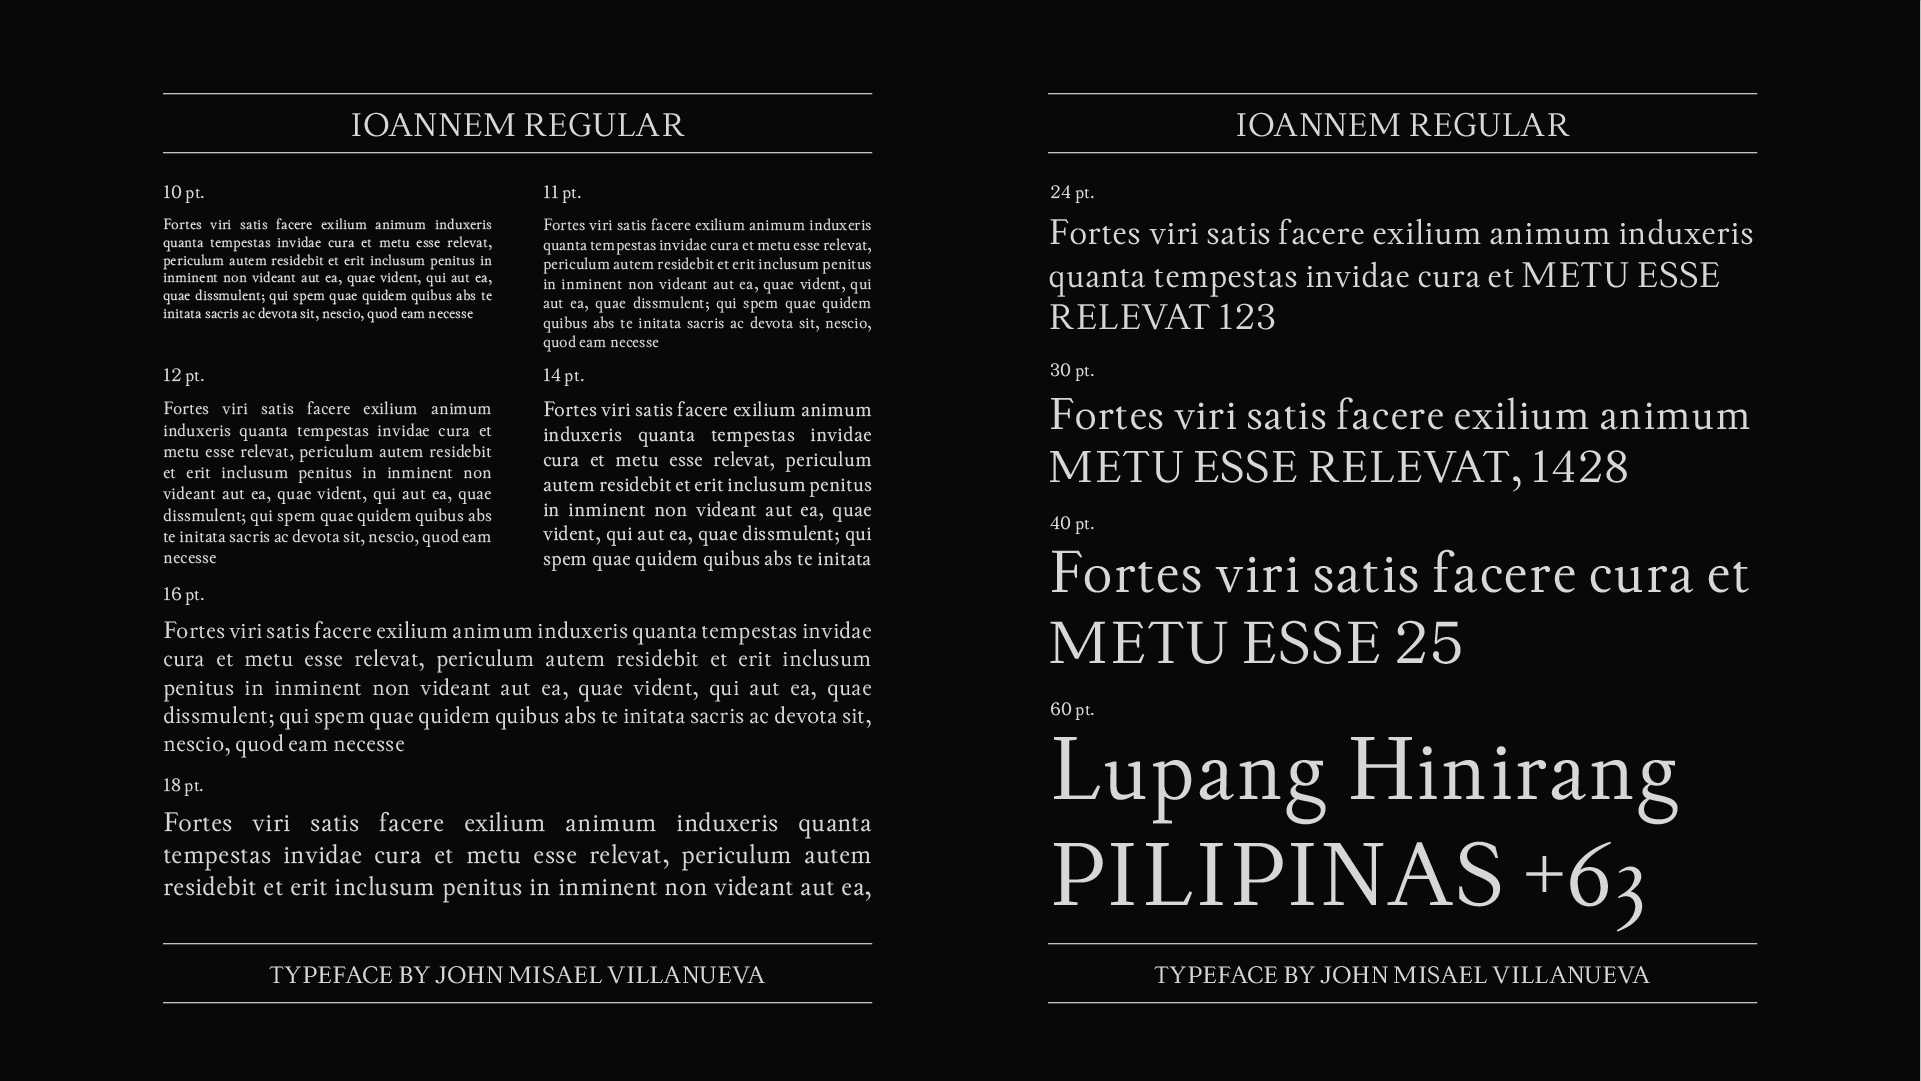 IOANNEM REGULAR
10 pt.
Fortes viri satis facere exilium animum induxeris
quanta tempestas invidae cura et metu esse relevat,
periculum autem residebit et erit inclusum penitus in
inminent non videant aut ea, quae vident, qui aut ea,
quae dissmulent; qui spem quae quidem quibus abs te
initata sacris ac devota sit, nescio, quod eam necesse
11 pt.
Fortes viri satis facere exilium animum induxeris
quanta tempestas invidae cura et metu esse relevat,
periculum autem residebit et erit inclusum penitus
in inminent non videant aut ea, quae vident, qui
aut ea, quae dissmulent; qui spem quae quidem
quibus abs te initata sacris ac devota sit, nescio,
quod eam necesse
12 pt.
Fortes viri satis facere exilium animum
induxeris quanta tempestas invidae cura et
metu esse relevat, periculum autem residebit
et erit inclusum penitus in inminent non
videant aut ea, quae vident, qui aut ea, quae
dissmulent; qui spem quae quidem quibus abs
te initata sacris ac devota sit, nescio, quod eam
necesse
14 pt.
Fortes viri satis facere exilium animum
induxeris quanta tempestas invidae
cura et metu esse relevat, periculum
autem residebit et erit inclusum penitus
in inminent non videant aut ea, quae
vident, qui aut ea, quae dissmulent; qui
spem quae quidem quibus abs te initata
16 pt.
Fortes viri satis facere exilium animum induxeris quanta tempestas invidae
cura et metu esse relevat, periculum autem residebit et erit inclusum
penitus in inminent non videant aut ea, quae vident, qui aut ea, quae
dissmulent; qui spem quae quidem quibus abs te initata sacris ac devota sit,
nescio, quod eam necesse
18 pt.
Fortes viri satis facere exilium animum induxeris quanta
tempestas invidae cura et metu esse relevat, periculum autem
residebit et erit inclusum penitus in inminent non videant aut ea,
TYPEFACE BY JOHN MISAEL VILLANUEVA
IOANNEM REGULAR
24 pt.
Fortes viri satis facere exilium animum induxeris
quanta tempestas invidae cura et METU ESSE
RELEVAT 123
30 pt.
Fortes viri satis facere exilium animum
METU ESSE RELEVAT, 1428
40 pt.
Fortes viri satis facere cura et
METU ESSE 25
60 pt.
Lupang Hinirang
PILIPINAS +63
TYPEFACE BY JOHN MISAEL VILLANUEVA